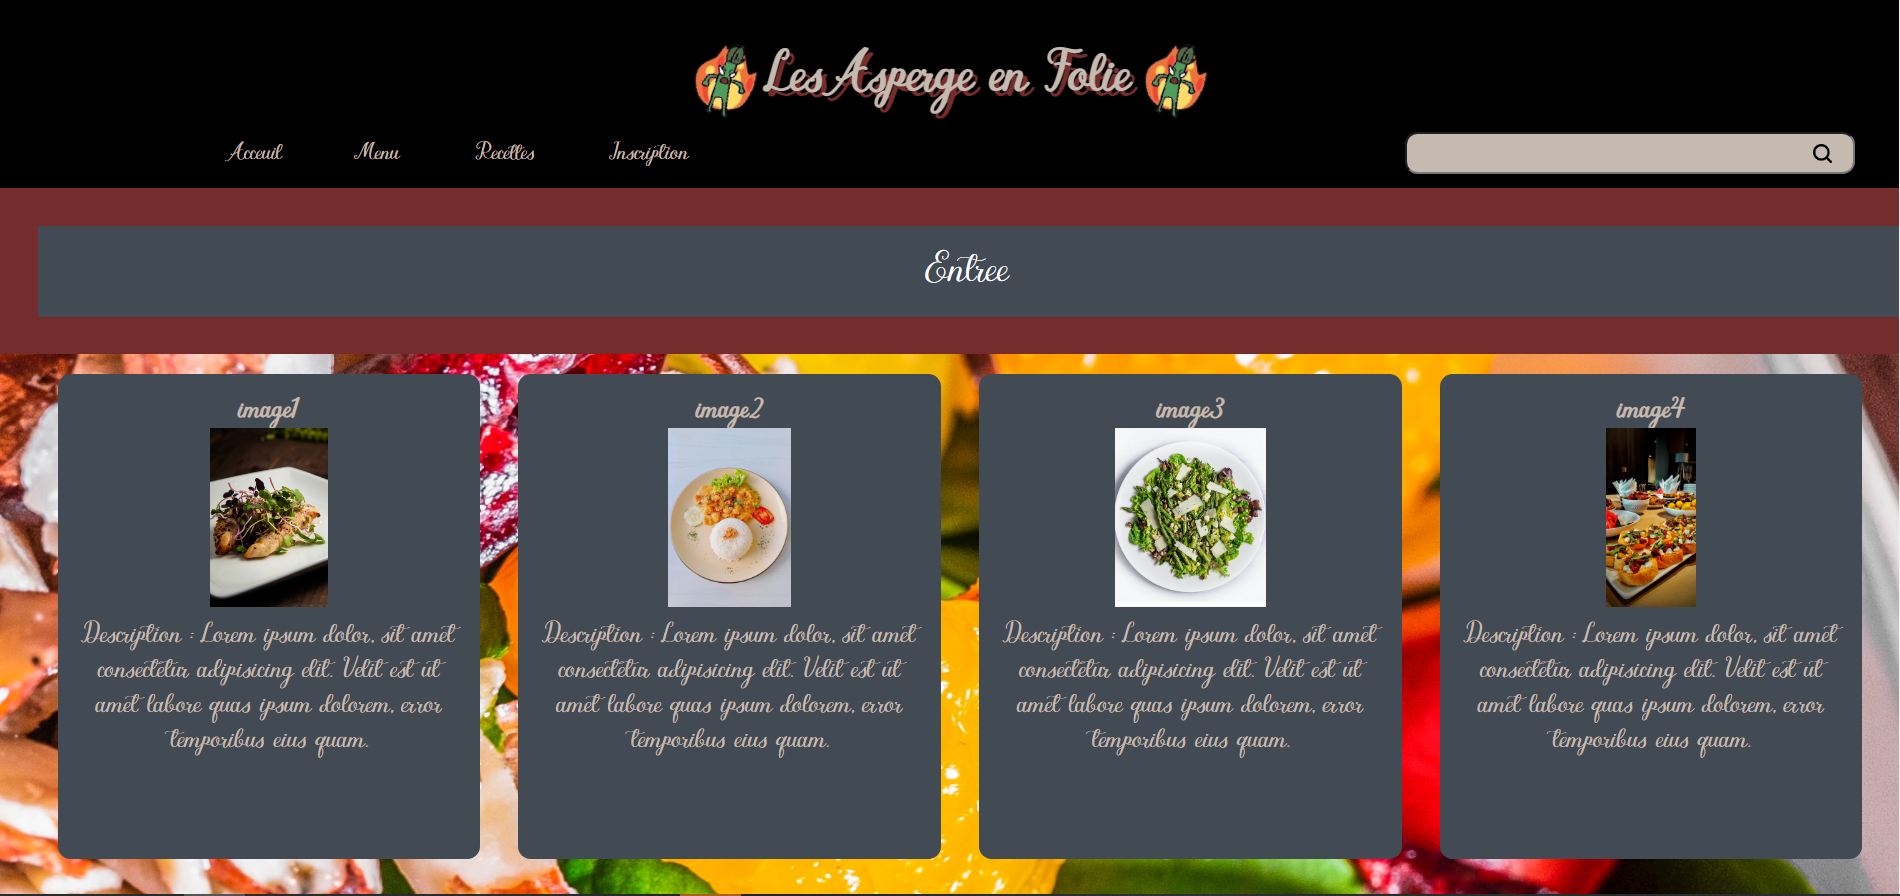 Les Asperge en Folie
Acceuil Menu Recettes Inscription
Entree
image1
Description : Lorem ipsum dolor, sit amet
consectetur adipisicing elit. Velit est ut
amet labore quas ipsum dolorem, error
temporibus eius quam.
image2
Description : Lorem ipsum dolor, sit amet
consectetur adipisicing elit. Velit est ut
amet labore quas ipsum dolorem, error
temporibus eius quam.
image3
Description : Lorem ipsum dolor, sit amet
consectetur adipisicing elit. Velit est ut
amet labore quas ipsum dolorem, error
temporibus eius quam.
image4
Description : Lorem ipsum dolor, sit amet
consectetur adipisicing elit. Velit est ut
amet labore quas ipsum dolorem, error
temporibus eius quam.